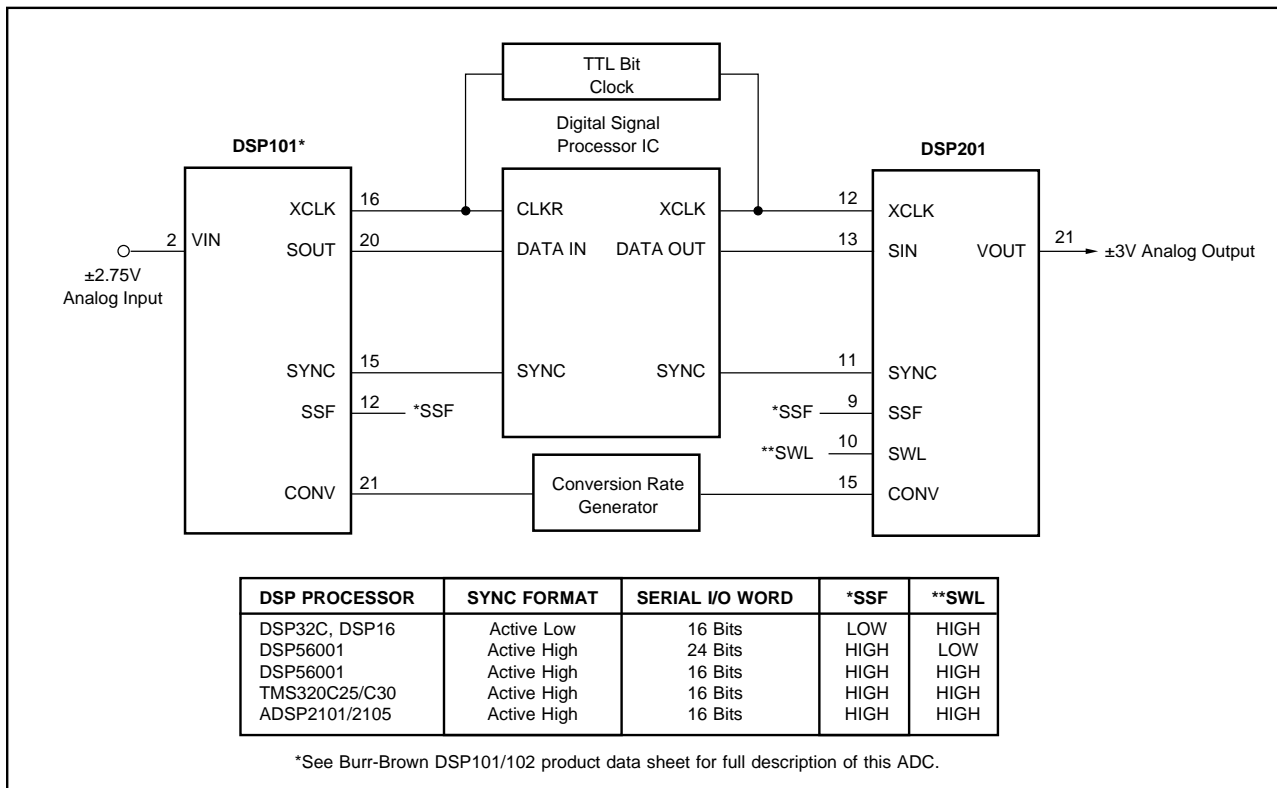 TTL Bit
Clock
Digital Signal
Processor IC
DSP101*
DSP201
16
12
XCLK
CLKR
XCLK
XCLK
2
VIN
20
13
21
SOUT
DATA IN
DATA OUT
SIN
VOUT
±3V Analog Output
±2.75V
Analog Input
15
11
SYNC
SYNC
SYNC
SYNC
12
9
SSF
*SSF
*SSF
SSF
10
**SWL
SWL
21
15
CONV
Conversion Rate
Generator
CONV
DSP PROCESSOR SYNC FORMAT SERIAL I/O WORD *SSF **SWL
DSP32C, DSP16 Active Low 16 Bits LOW HIGH
DSP56001 Active High 24 Bits HIGH LOW
DSP56001 Active High 16 Bits HIGH HIGH
TMS320C25/C30 Active High 16 Bits HIGH HIGH
ADSP2101/2105 Active High 16 Bits HIGH HIGH
*See Burr-Brown DSP101/102 product data sheet for full description of this ADC.